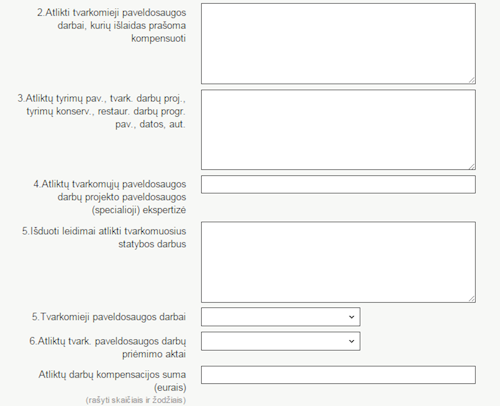 2.Atlikti tvarkomieji paveldosaugos
darbai, kurių išlaidas prašoma
kompensuoti
3.Atliktų tyrimų pav., tvark. darbų proj.,
tyrimų konserv., restaur. darbų progr.
pav., datos, aut.
4.Atliktų tvarkomųjų paveldosaugos
darbų projekto paveldosaugos
(specialioji) ekspertizė
5.Išduoti leidimai atlikti tvarkomuosius
statybos darbus
5.Tvarkomieji paveldosaugos darbai
6.Atliktų tvark. paveldosaugos darbų
priėmimo aktai
Atliktų darbų kompensacijos suma
(eurais)
(rašyti skaičiais ir žodžiais)